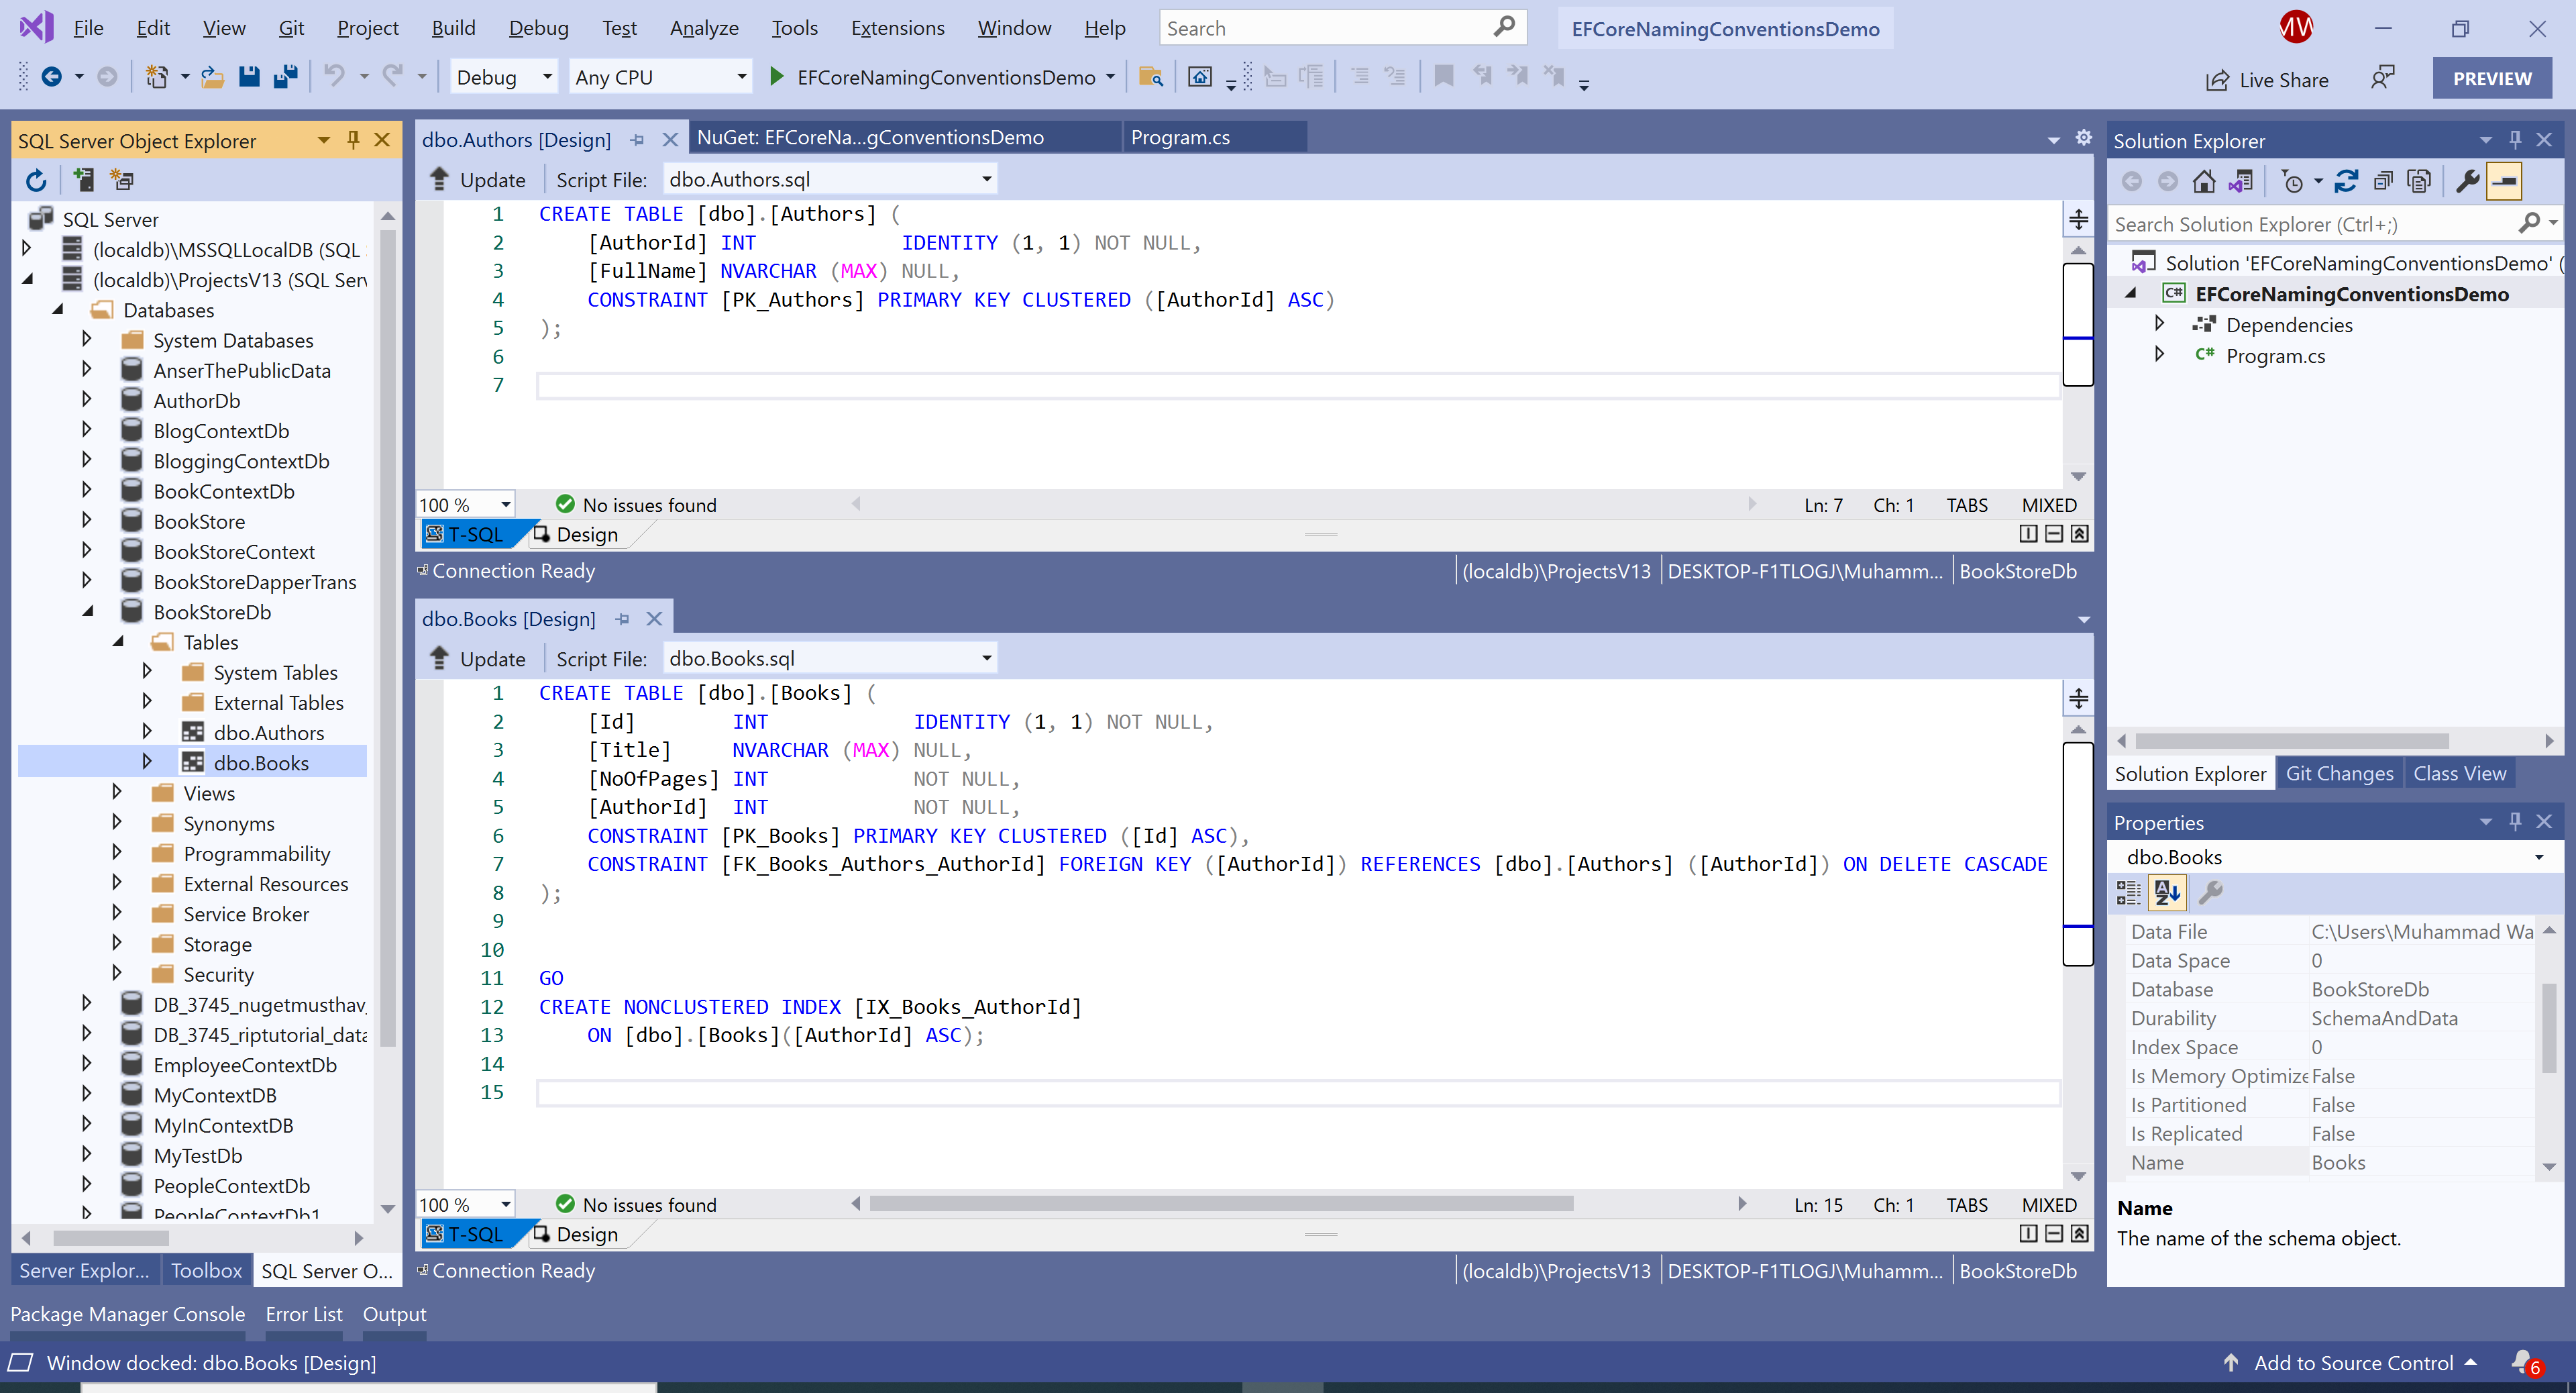 File Edit View Git Project Build Debug Test Analyze Tools Extensions Window Help Search EFCoreNamingConventionsDemo MW
Debug Any CPU EFCoreNamingConventionsDemo Live Share PREVIEW
SQL Server Object Explorer
SQL Server
(localdb)\MSSQLLocalDB (SQL
(localdb)\ProjectsV13 (SQL Serv
Databases
System Databases
AnserThePublicData
AuthorDb
BlogContextDb
BloggingContextDb
BookContextDb
BookStore
BookStoreContext
BookStoreDapperTrans
BookStoreDb
Tables
System Tables
External Tables
dbo.Authors
dbo.Books
Views
Synonyms
Programmability
External Resources
Service Broker
Storage
Security
DB_3745_nugetmusthav
DB_3745_riptutorial_data
EmployeeContextDb
MyContextDB
MyInContextDB
MyTestDb
PeopleContextDb
PeopleContextDb1
Server Explor... Toolbox SQL Server O...
dbo.Authors [Design] NuGet: EFCoreNa...gConventionsDemo Program.cs
Update Script File: dbo.Authors.sql
1 CREATE TABLE [dbo].[Authors] (
2 [AuthorId] INT IDENTITY (1, 1) NOT NULL,
3 [FullName] NVARCHAR (MAX) NULL,
4 CONSTRAINT [PK_Authors] PRIMARY KEY CLUSTERED ([AuthorId] ASC)
5 );
6
7
100 % No issues found Ln: 7 Ch: 1 TABS MIXED
T-SQL Design
Connection Ready (localdb)\ProjectsV13 DESKTOP-F1TLOGJ\Muhamm... BookStoreDb
dbo.Books [Design]
Update Script File: dbo.Books.sql
1 CREATE TABLE [dbo].[Books] (
2 [Id] INT IDENTITY (1, 1) NOT NULL,
3 [Title] NVARCHAR (MAX) NULL,
4 [NoOfPages] INT NOT NULL,
5 [AuthorId] INT NOT NULL,
6 CONSTRAINT [PK_Books] PRIMARY KEY CLUSTERED ([Id] ASC),
7 CONSTRAINT [FK_Books_Authors_AuthorId] FOREIGN KEY ([AuthorId]) REFERENCES [dbo].[Authors] ([AuthorId]) ON DELETE CASCADE
8 );
9
10
11 GO
12 CREATE NONCLUSTERED INDEX [IX_Books_AuthorId]
13 ON [dbo].[Books]([AuthorId] ASC);
14
15
100 % No issues found Ln: 15 Ch: 1 TABS MIXED
T-SQL Design
Connection Ready (localdb)\ProjectsV13 DESKTOP-F1TLOGJ\Muhamm... BookStoreDb
Solution Explorer
Search Solution Explorer (Ctrl+;)
Solution 'EFCoreNamingConventionsDemo' (
C# EFCoreNamingConventionsDemo
Dependencies
C# Program.cs
Solution Explorer Git Changes Class View
Properties
dbo.Books
Data File C:\Users\Muhammad Wa
Data Space 0
Database BookStoreDb
Durability SchemaAndData
Index Space 0
Is Memory Optimize False
Is Partitioned False
Is Replicated False
Name Books
Name
The name of the schema object.
Package Manager Console Error List Output
Window docked: dbo.Books [Design] Add to Source Control 6